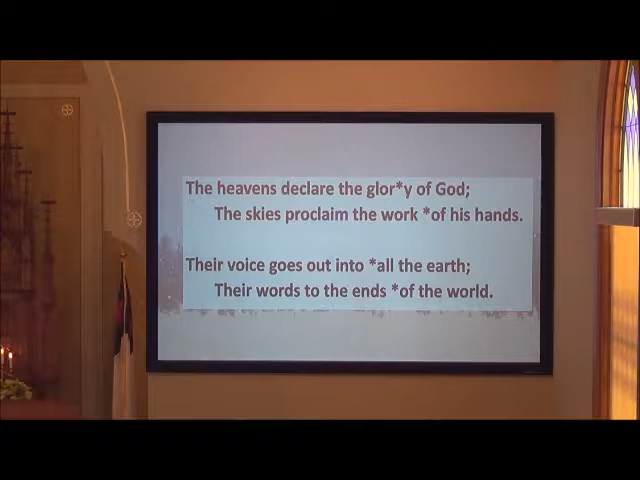 The heavens declare the glor*y of God;
The skies proclaim the work *of his hands.
Their voice goes out into *all the earth;
Their words to the ends *of the world.